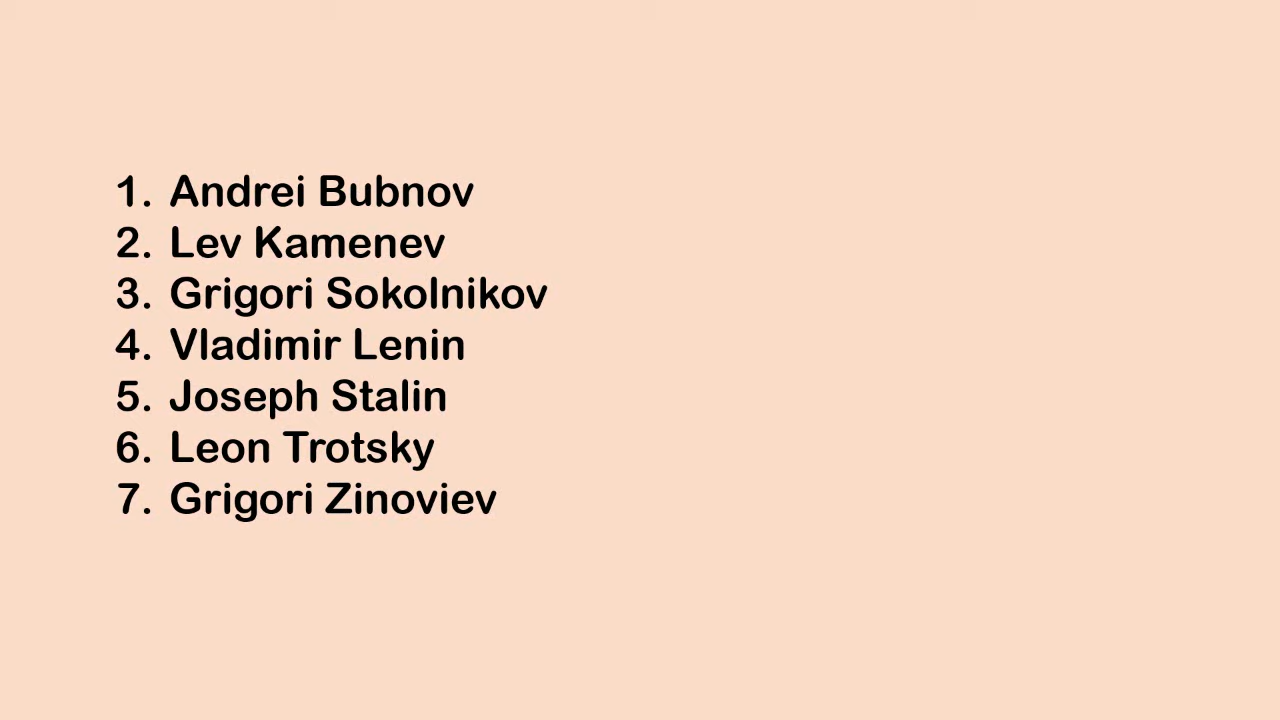 1. Andrei Bubnov
2. Lev Kamenev
3. Grigori Sokolnikov
4. Vladimir Lenin
5. Joseph Stalin
6. Leon Trotsky
7. Grigori Zinoviev